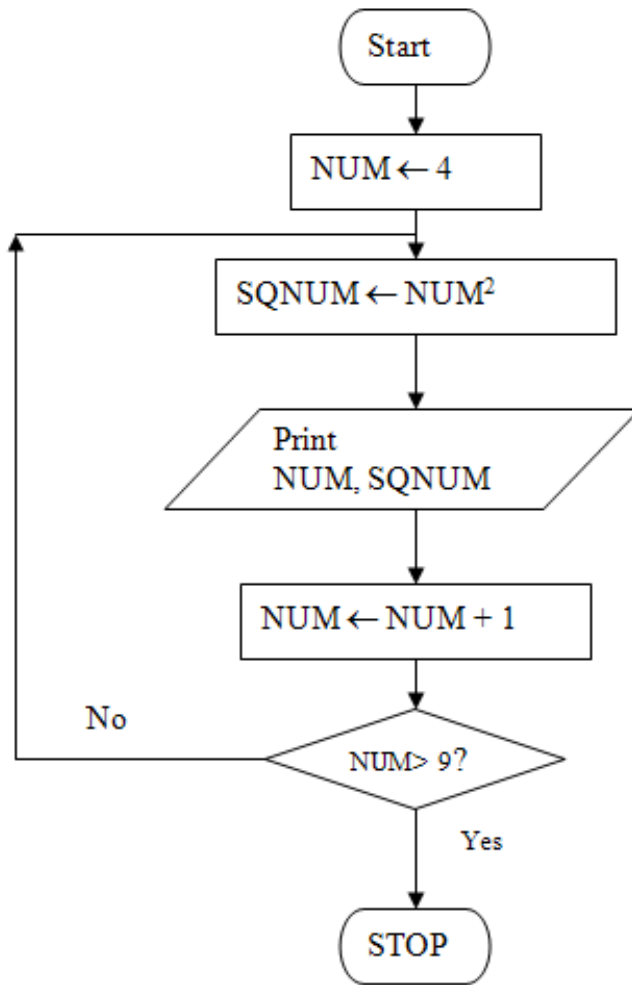 Start
NUM ← 4
SQNUM ← NUM²
Print
NUM, SQNUM
NUM ← NUM + 1
No
NUM> 9?
Yes
STOP